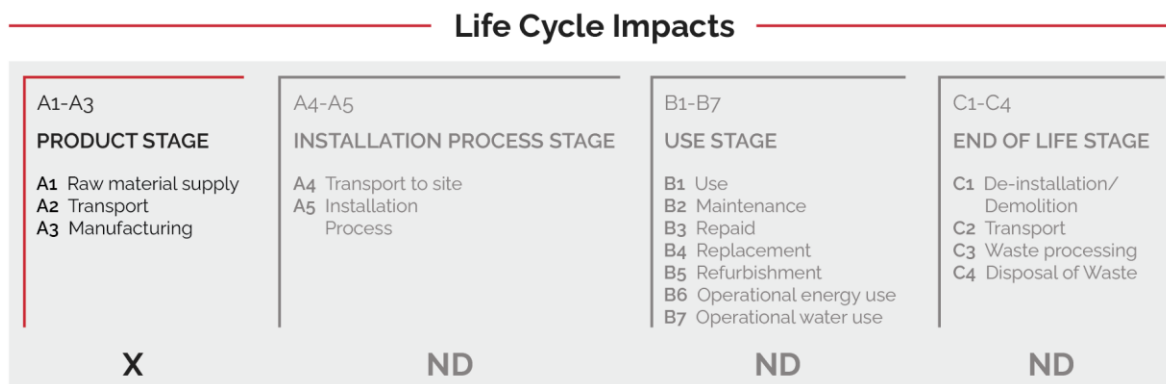 Life Cycle Impacts
A1-A3
PRODUCT STAGE
A1 Raw material supply
A2 Transport
A3 Manufacturing
X
A4-A5
INSTALLATION PROCESS STAGE
A4 Transport to site
A5 Installation
Process
ND
B1-B7
USE STAGE
B1 Use
B2 Maintenance
B3 Repaid
B4 Replacement
B5 Refurbishment
B6 Operational energy use
B7 Operational water use
ND
C1-C4
END OF LIFE STAGE
C1 De-installation/
Demolition
C2 Transport
C3 Waste processing
C4 Disposal of Waste
ND